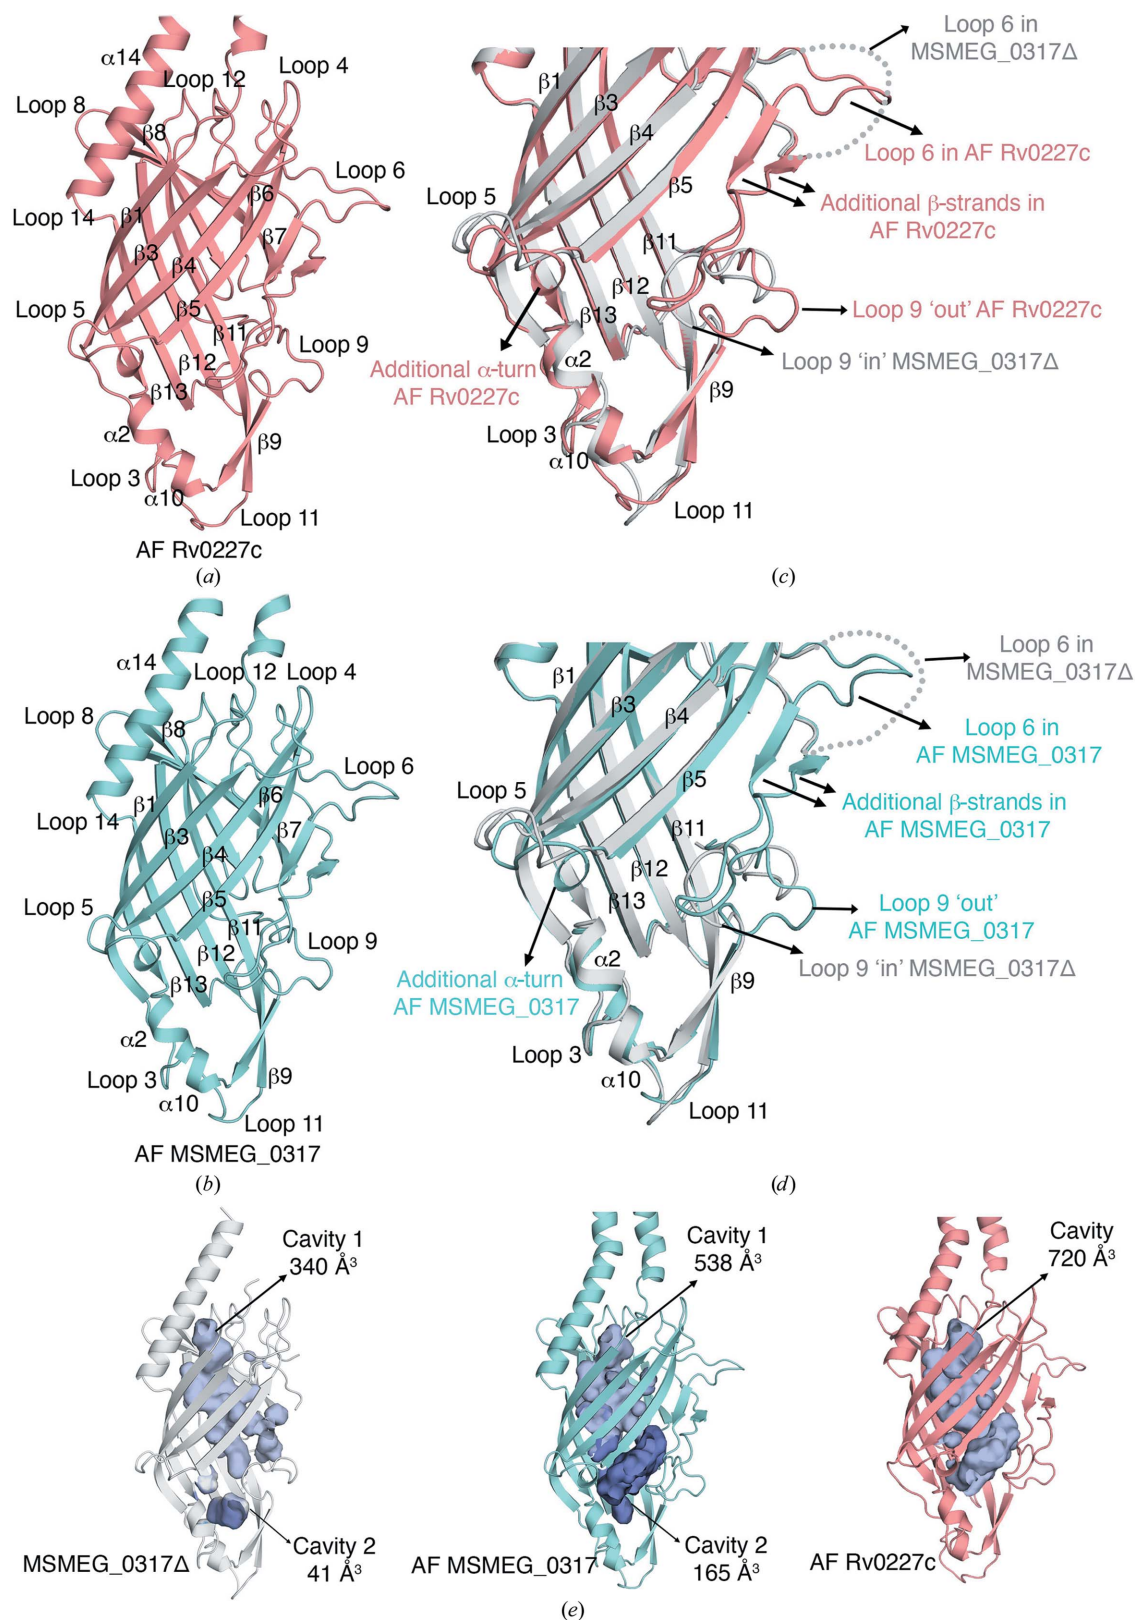 α14
Loop 12
Loop 4
Loop 8
β8
Loop 6
β6
Loop 14
β1
β7
β3
β4
Loop 5
β5
β11
Loop 9
β12
β13
α2
β9
Loop 3
α10
Loop 11
AF Rv0227c
(a)
Loop 6 in
MSMEG_0317Δ
β1
β3
β4
Loop 6 in AF Rv0227c
β5
Loop 5
Additional β-strands in
AF Rv0227c
β11
β12
Loop 9 ‘out’ AF Rv0227c
β13
Additional α-turn
AF Rv0227c
α2
Loop 9 ‘in’ MSMEG_0317Δ
β9
Loop 3
α10
Loop 11
(c)
α14
Loop 12
Loop 4
Loop 8
β8
Loop 6
β6
β1
Loop 14
β7
β3
β4
β5
Loop 5
β11
Loop 9
β12
β13
α2
Loop 3
β9
α10
Loop 11
AF MSMEG_0317
(b)
Loop 6 in
MSMEG_0317Δ
β1
β3
β4
Loop 6 in
AF MSMEG_0317
Loop 5
β5
Additional β-strands in
AF MSMEG_0317
β11
β12
β13
Loop 9 ‘out’
AF MSMEG_0317
α2
Loop 9 ‘in’ MSMEG_0317Δ
Additional α-turn
AF MSMEG_0317
β9
Loop 3
α10
Loop 11
(d)
Cavity 1
340 Å³
Cavity 2
41 Å³
MSMEG_0317Δ
Cavity 1
538 Å³
Cavity 2
165 Å³
AF MSMEG_0317
Cavity
720 Å³
AF Rv0227c
(e)